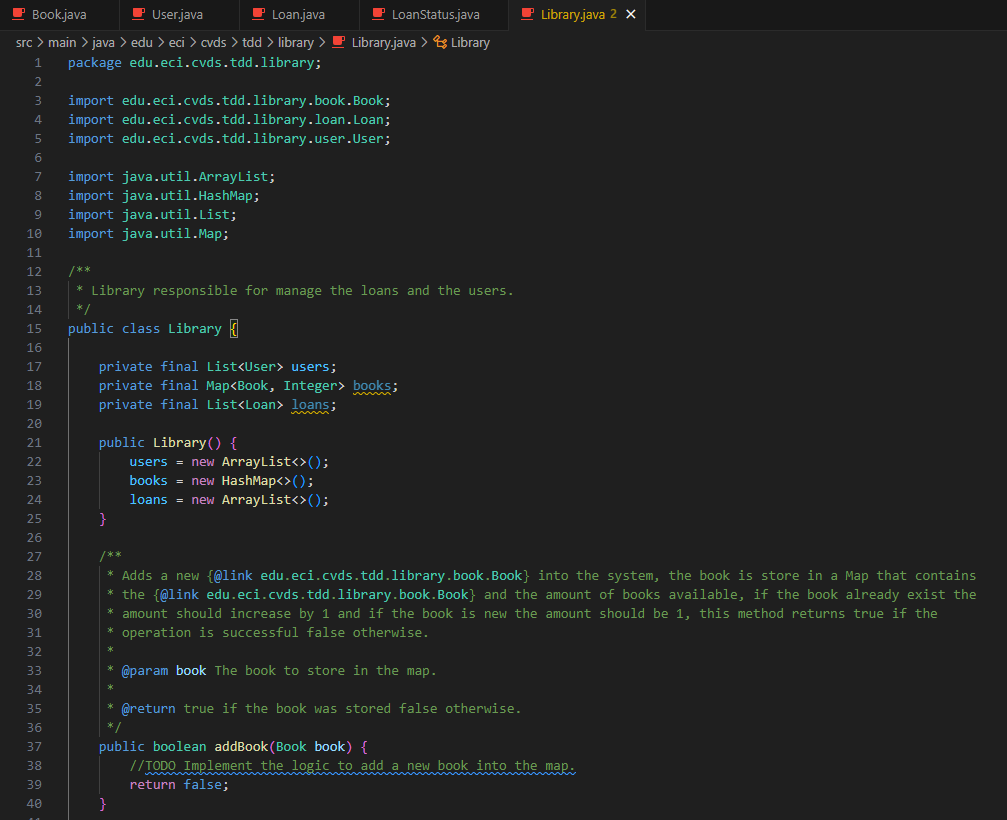 Book.java User.java Loan.java LoanStatus.java Library.java 2
src > main > java > edu > eci > cvds > tdd > library > Library.java > Library
1 package edu.eci.cvds.tdd.library;
2
3 import edu.eci.cvds.tdd.library.book.Book;
4 import edu.eci.cvds.tdd.library.loan.Loan;
5 import edu.eci.cvds.tdd.library.user.User;
6
7 import java.util.ArrayList;
8 import java.util.HashMap;
9 import java.util.List;
10 import java.util.Map;
11
12 /**
13  * Library responsible for manage the loans and the users.
14  */
15 public class Library {
16
17     private final List<User> users;
18     private final Map<Book, Integer> books;
19     private final List<Loan> loans;
20
21     public Library() {
22         users = new ArrayList<>();
23         books = new HashMap<>();
24         loans = new ArrayList<>();
25     }
26
27     /**
28      * Adds a new {@link edu.eci.cvds.tdd.library.book.Book} into the system, the book is store in a Map that contains
29      * the {@link edu.eci.cvds.tdd.library.book.Book} and the amount of books available, if the book already exist the
30      * amount should increase by 1 and if the book is new the amount should be 1, this method returns true if the
31      * operation is successful false otherwise.
32      *
33      * @param book The book to store in the map.
34      *
35      * @return true if the book was stored false otherwise.
36      */
37     public boolean addBook(Book book) {
38         //TODO Implement the logic to add a new book into the map.
39         return false;
40     }